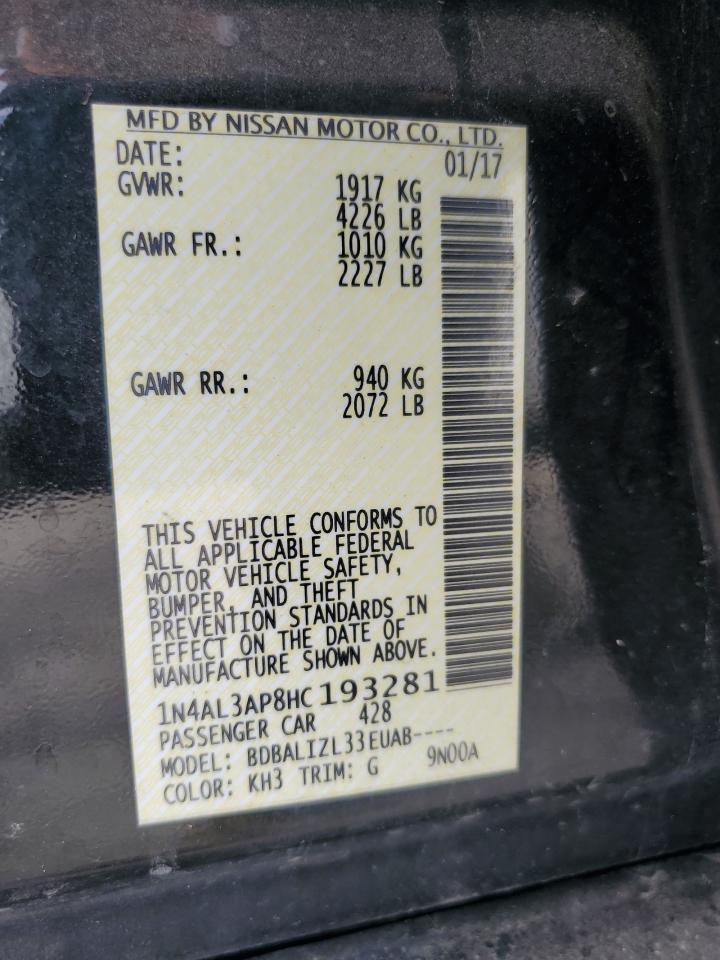 MFD BY NISSAN MOTOR CO., LTD.
DATE: 01/17
GVWR: 1917 KG
4226 LB
GAWR FR.: 1010 KG
2227 LB
GAWR RR.: 940 KG
2072 LB
THIS VEHICLE CONFORMS TO
ALL APPLICABLE FEDERAL
MOTOR VEHICLE SAFETY,
BUMPER, AND THEFT
PREVENTION STANDARDS IN
EFFECT ON THE DATE OF
MANUFACTURE SHOWN ABOVE.
1N4AL3AP8HC193281
PASSENGER CAR 428
MODEL: BDBALIZL33EUAB----
COLOR: KH3 TRIM: G 9N00A